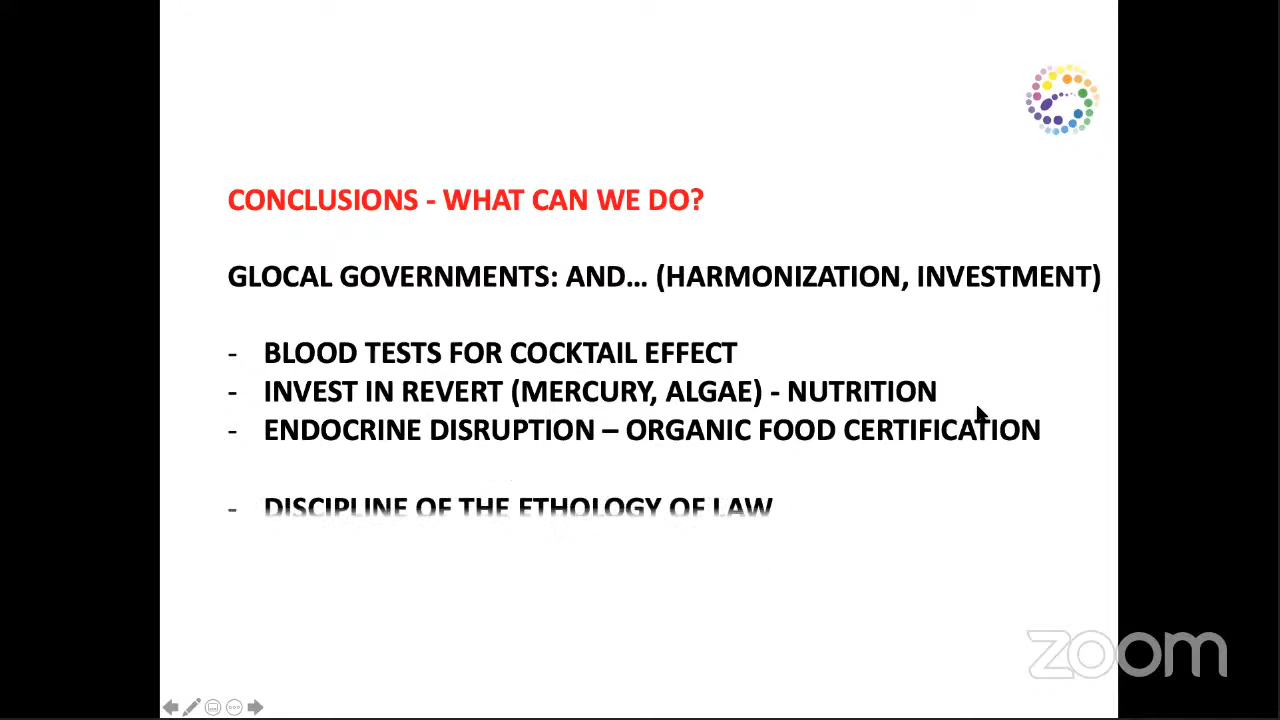 CONCLUSIONS - WHAT CAN WE DO?
GLOCAL GOVERNMENTS: AND... (HARMONIZATION, INVESTMENT)
- BLOOD TESTS FOR COCKTAIL EFFECT
- INVEST IN REVERT (MERCURY, ALGAE) - NUTRITION
- ENDOCRINE DISRUPTION – ORGANIC FOOD CERTIFICATION
- DISCIPLINE OF THE ETHOLOGY OF LAW
zoom